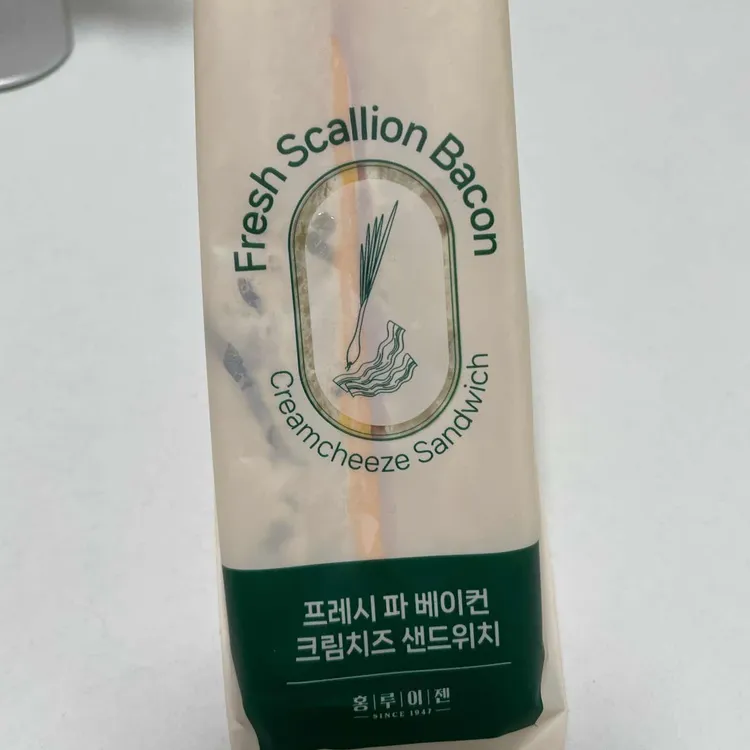 Fresh Scallion Bacon
Creamcheeze Sandwich
프레시 파 베이컨
크림치즈 샌드위치
홍|루|이|젠
SINCE 1947